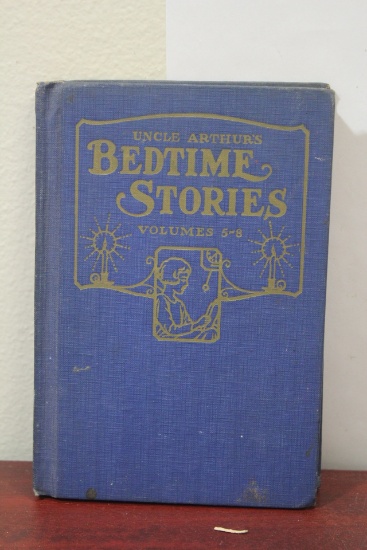 UNCLE ARTHUR'S
BEDTIME
STORIES
VOLUMES 5-8